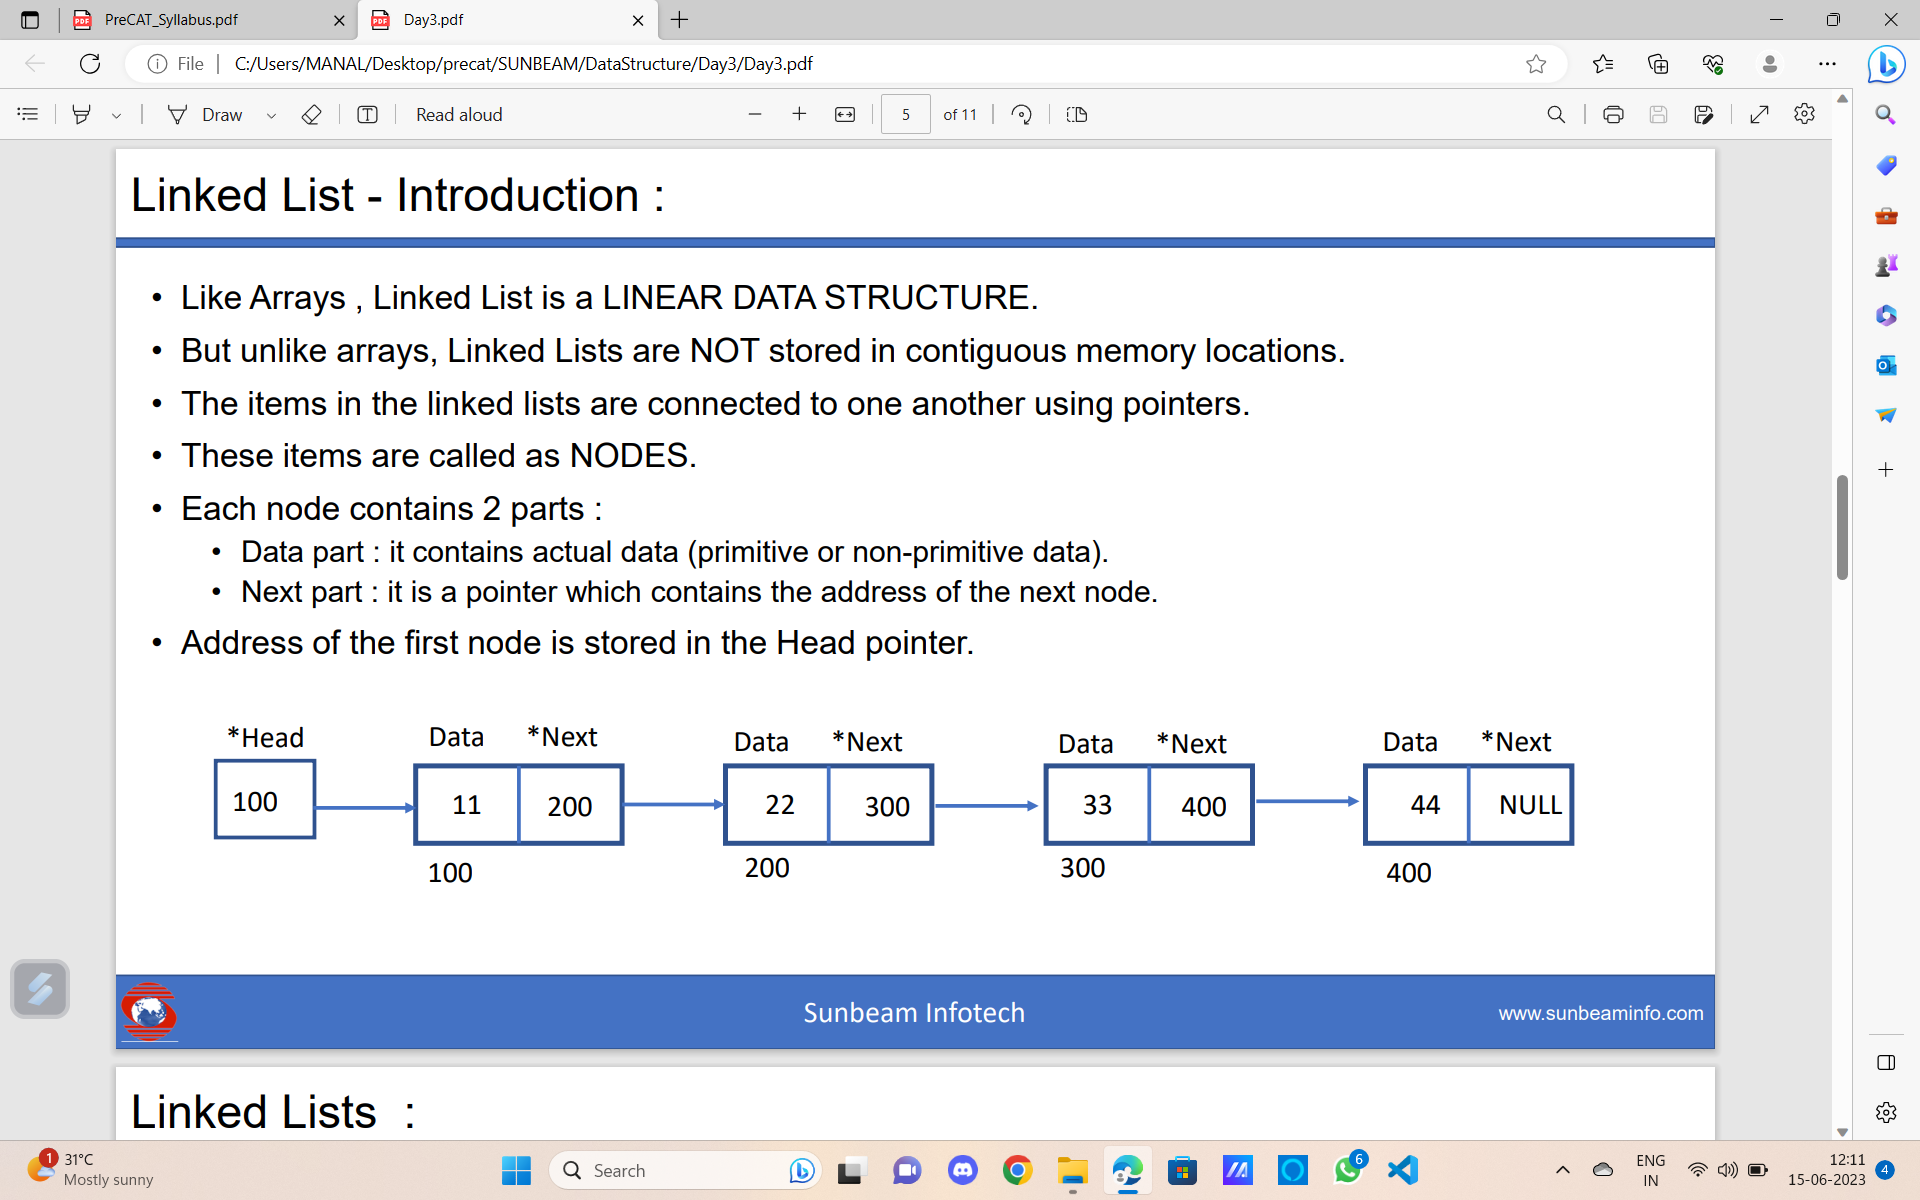 PreCAT_Syllabus.pdf
Day3.pdf
File
C:/Users/MANAL/Desktop/precat/SUNBEAM/DataStructure/Day3/Day3.pdf
Draw
Read aloud
5 of 11
Linked List - Introduction :
• Like Arrays , Linked List is a LINEAR DATA STRUCTURE.
• But unlike arrays, Linked Lists are NOT stored in contiguous memory locations.
• The items in the linked lists are connected to one another using pointers.
• These items are called as NODES.
• Each node contains 2 parts :
• Data part : it contains actual data (primitive or non-primitive data).
• Next part : it is a pointer which contains the address of the next node.
• Address of the first node is stored in the Head pointer.
*Head Data *Next Data *Next Data *Next Data *Next
100 11 200 22 300 33 400 44 NULL
100 200 300 400
Sunbeam Infotech
www.sunbeaminfo.com
Linked Lists :
1
31°C
Mostly sunny
Search
6
ENG
IN
12:11
15-06-2023
4